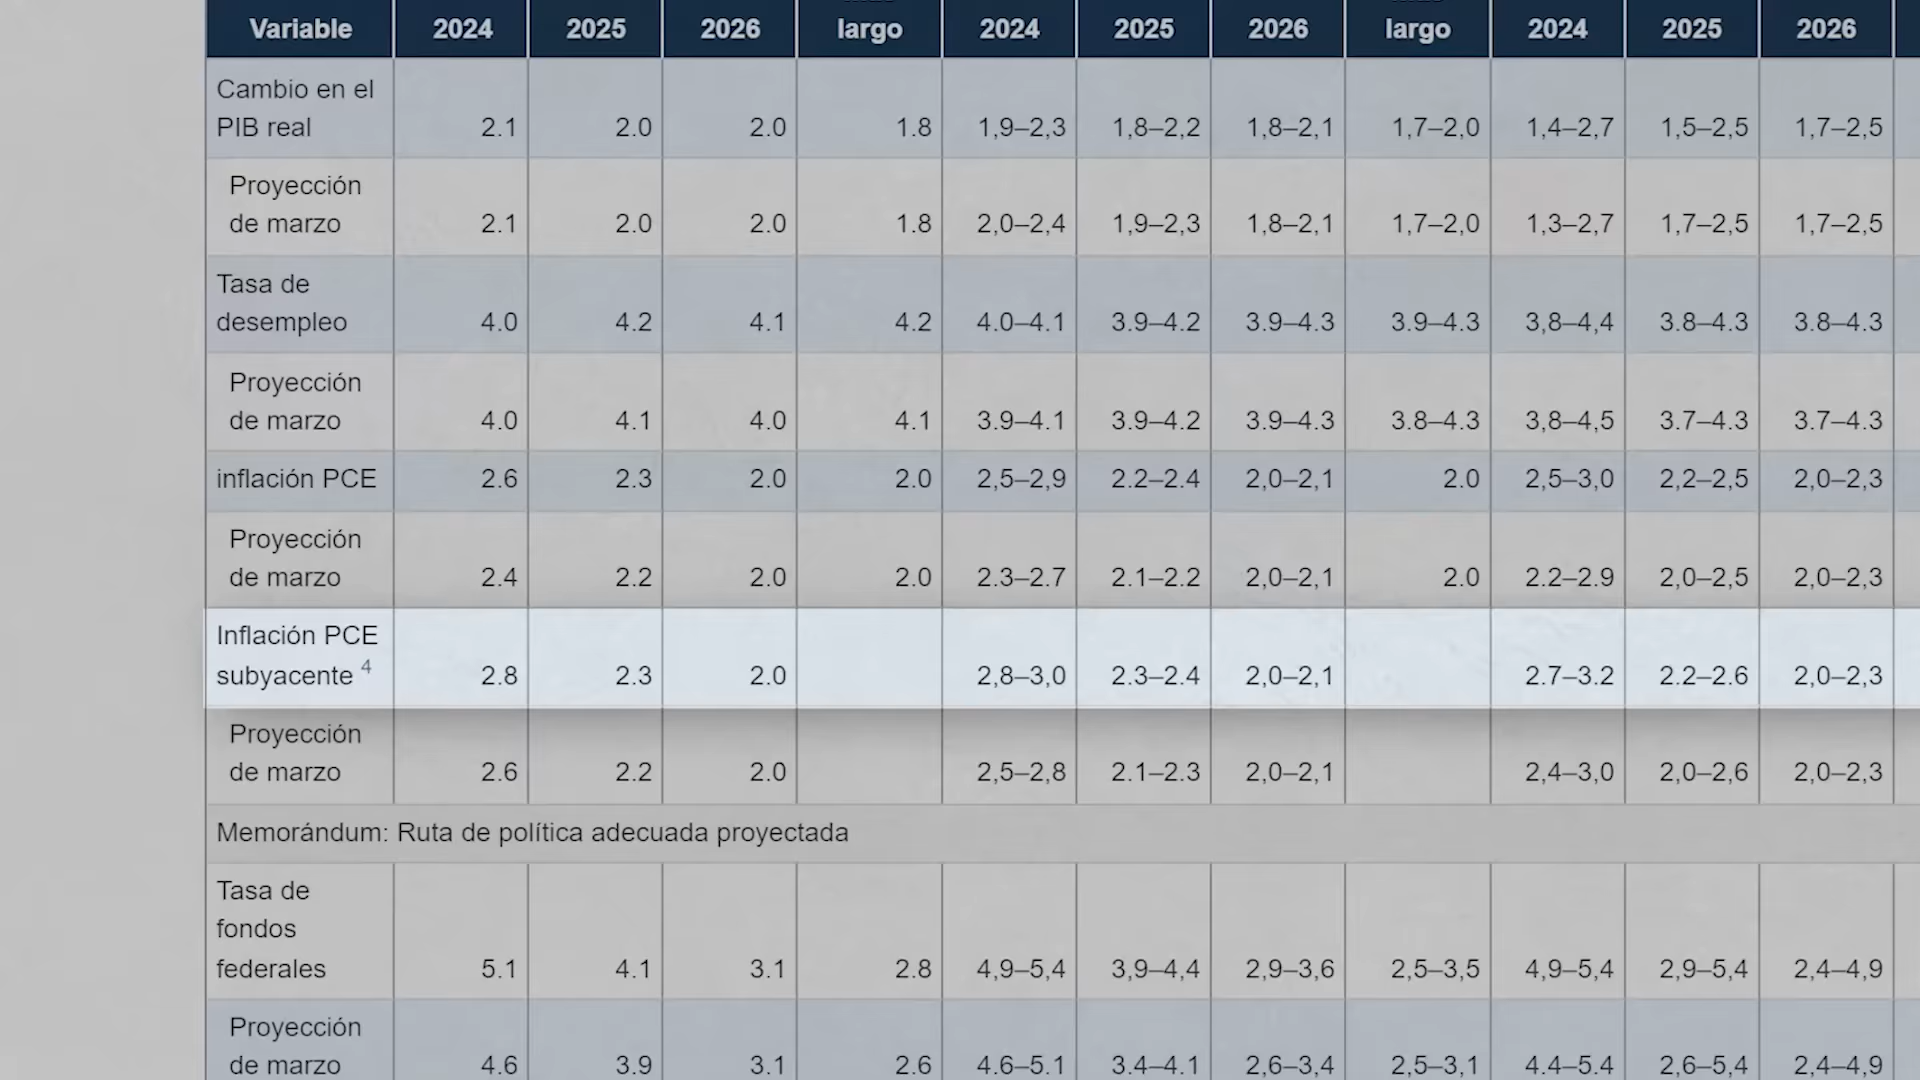 Variable 2024 2025 2026 largo 2024 2025 2026 largo 2024 2025 2026
Cambio en el
PIB real 2.1 2.0 2.0 1.8 1,9–2,3 1,8–2,2 1,8–2,1 1,7–2,0 1,4–2,7 1,5–2,5 1,7–2,5
Proyección
de marzo 2.1 2.0 2.0 1.8 2,0–2,4 1,9–2,3 1,8–2,1 1,7–2,0 1,3–2,7 1,7–2,5 1,7–2,5
Tasa de
desempleo 4.0 4.2 4.1 4.2 4.0–4.1 3.9–4.2 3.9–4.3 3.9–4.3 3,8–4,4 3.8–4.3 3.8–4.3
Proyección
de marzo 4.0 4.1 4.0 4.1 3.9–4.1 3.9–4.2 3.9–4.3 3.8–4.3 3,8–4,5 3.7–4.3 3.7–4.3
inflación PCE 2.6 2.3 2.0 2.0 2,5–2,9 2.2–2.4 2,0–2,1 2.0 2,5–3,0 2,2–2,5 2,0–2,3
Proyección
de marzo 2.4 2.2 2.0 2.0 2.3–2.7 2.1–2.2 2,0–2,1 2.0 2.2–2.9 2,0–2,5 2,0–2,3
Inflación PCE
subyacente 4 2.8 2.3 2.0 2,8–3,0 2.3–2.4 2,0–2,1 2.7–3.2 2.2–2.6 2,0–2,3
Proyección
de marzo 2.6 2.2 2.0 2,5–2,8 2.1–2.3 2,0–2,1 2,4–3,0 2,0–2,6 2,0–2,3
Memorándum: Ruta de política adecuada proyectada
Tasa de
fondos
federales 5.1 4.1 3.1 2.8 4,9–5,4 3,9–4,4 2,9–3,6 2,5–3,5 4,9–5,4 2,9–5,4 2,4–4,9
Proyección
de marzo 4.6 3.9 3.1 2.6 4.6–5.1 3.4–4.1 2,6–3,4 2,5–3,1 4.4–5.4 2,6–5,4 2,4–4,9